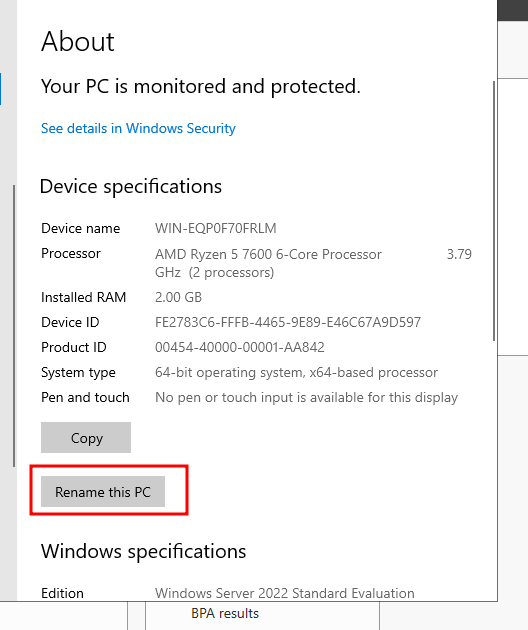 About
Your PC is monitored and protected.
See details in Windows Security
Device specifications
Device name WIN-EQP0F70FRLM
Processor AMD Ryzen 5 7600 6-Core Processor 3.79
GHz (2 processors)
Installed RAM 2.00 GB
Device ID FE2783C6-FFFB-4465-9E89-E46C67A9D597
Product ID 00454-40000-00001-AA842
System type 64-bit operating system, x64-based processor
Pen and touch No pen or touch input is available for this display
Copy
Rename this PC
Windows specifications
Edition Windows Server 2022 Standard Evaluation
BPA results